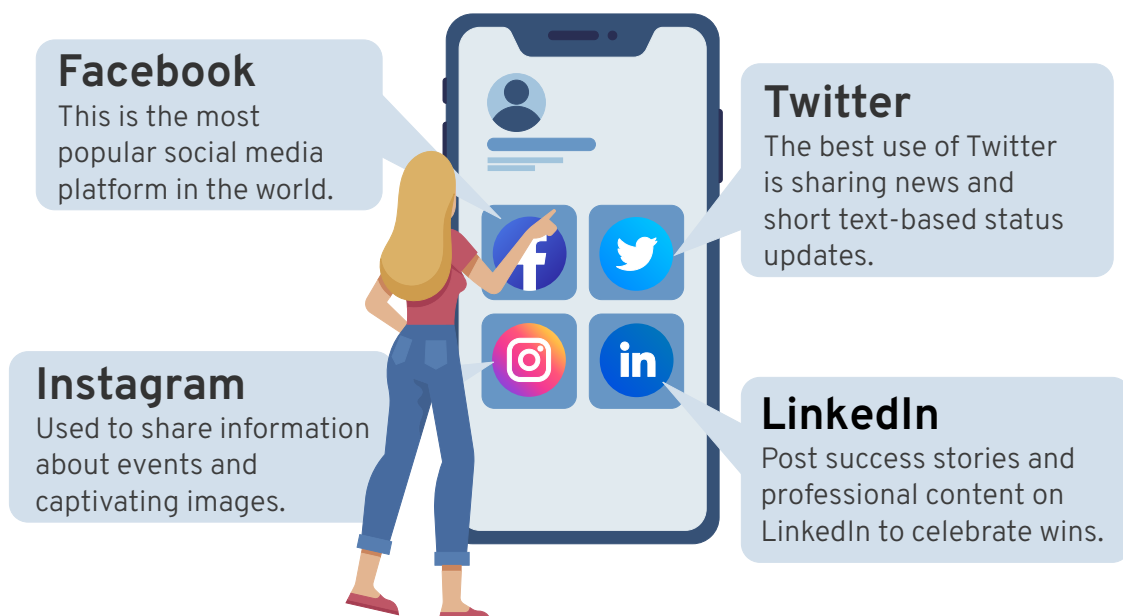 Facebook
This is the most
popular social media
platform in the world.
Twitter
The best use of Twitter
is sharing news and
short text-based status
updates.
Instagram
Used to share information
about events and
captivating images.
LinkedIn
Post success stories and
professional content on
LinkedIn to celebrate wins.
f
in